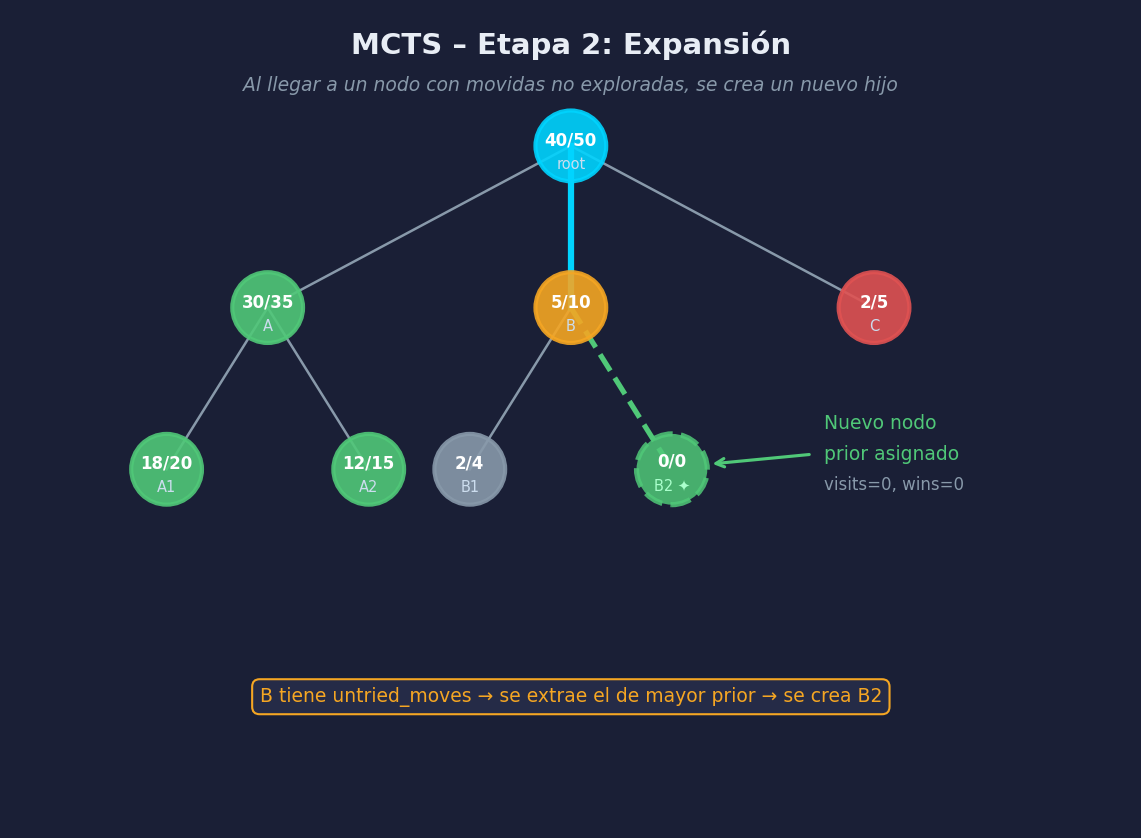 MCTS – Etapa 2: Expansión
Al llegar a un nodo con movidas no exploradas, se crea un nuevo hijo
40/50
root
30/35
A
5/10
B
2/5
C
18/20
A1
12/15
A2
2/4
B1
0/0
B2 ✦
Nuevo nodo
prior asignado
visits=0, wins=0
B tiene untried_moves → se extrae el de mayor prior → se crea B2